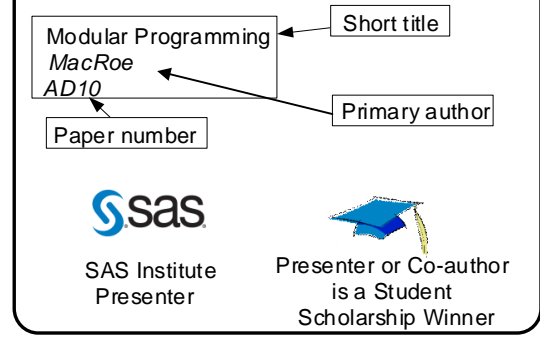 Modular Programming
MacRoe
AD10
Short title
Primary author
Paper number
sas
SAS Institute
Presenter
Presenter or Co-author
is a Student
Scholarship Winner